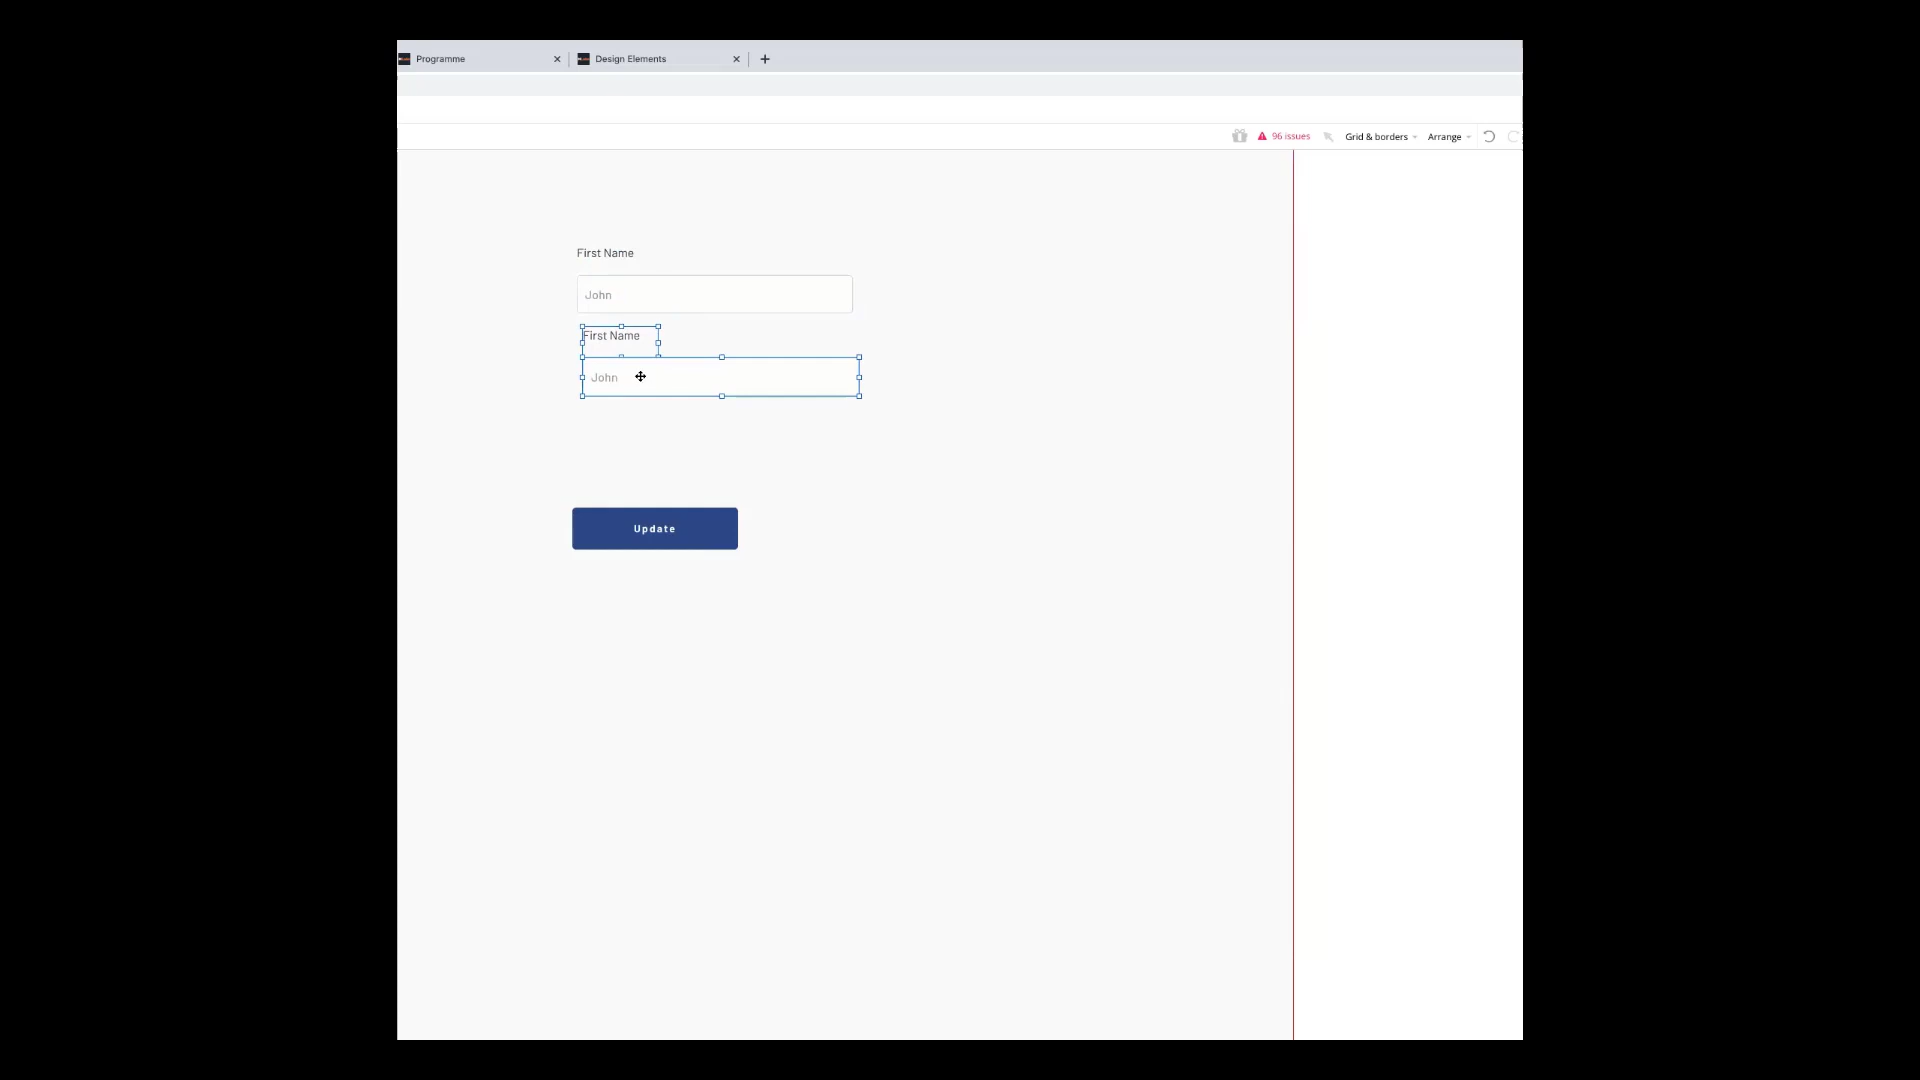 Programme
Design Elements
96 issues
Grid & borders
Arrange
First Name
John
First Name
John
Update